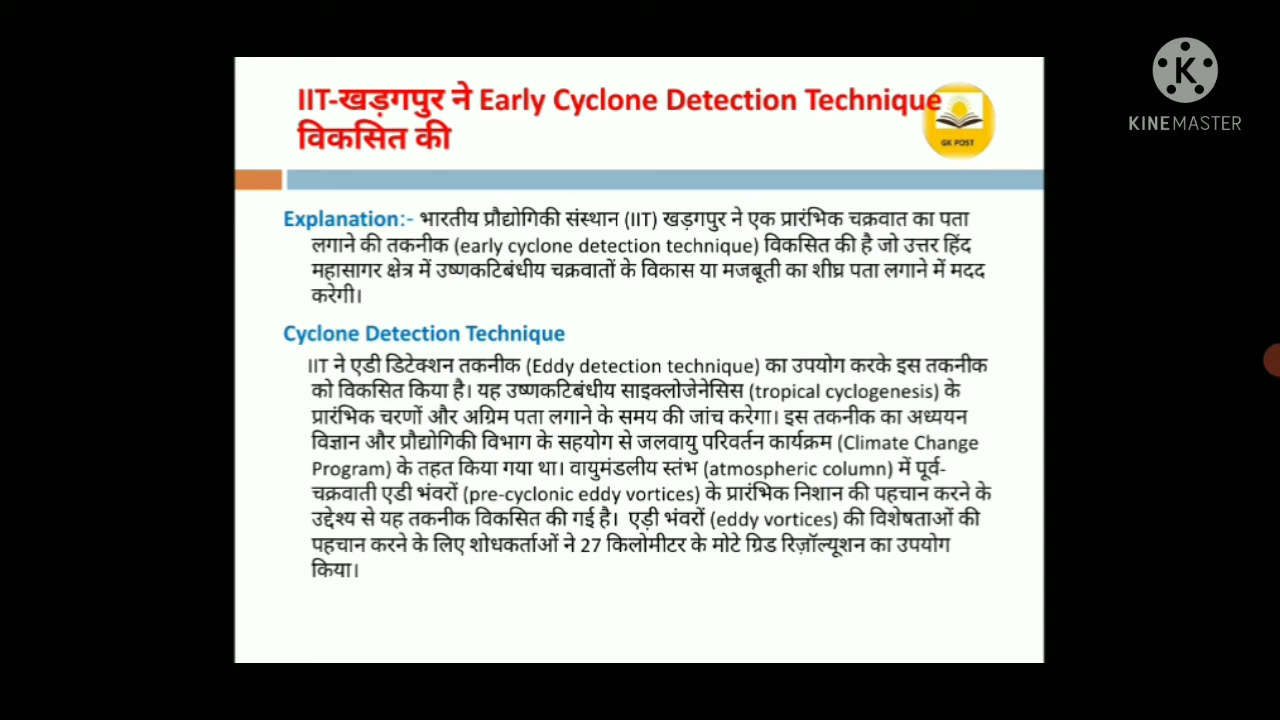 IIT-खड़गपुर ने Early Cyclone Detection Technique
विकसित की
GK POST
KINEMASTER
Explanation:- भारतीय प्रौद्योगिकी संस्थान (IIT) खड़गपुर ने एक प्रारंभिक चक्रवात का पता
लगाने की तकनीक (early cyclone detection technique) विकसित की है जो उत्तर हिंद
महासागर क्षेत्र में उष्णकटिबंधीय चक्रवातों के विकास या मजबूती का शीघ्र पता लगाने में मदद
करेगी।
Cyclone Detection Technique
IIT ने एडी डिटेक्शन तकनीक (Eddy detection technique) का उपयोग करके इस तकनीक
को विकसित किया है। यह उष्णकटिबंधीय साइक्लोजेनेसिस (tropical cyclogenesis) के
प्रारंभिक चरणों और अग्रिम पता लगाने के समय की जांच करेगा। इस तकनीक का अध्ययन
विज्ञान और प्रौद्योगिकी विभाग के सहयोग से जलवायु परिवर्तन कार्यक्रम (Climate Change
Program) के तहत किया गया था। वायुमंडलीय स्तंभ (atmospheric column) में पूर्व-
चक्रवाती एडी भंवरों (pre-cyclonic eddy vortices) के प्रारंभिक निशान की पहचान करने के
उद्देश्य से यह तकनीक विकसित की गई है। एड़ी भंवरों (eddy vortices) की विशेषताओं की
पहचान करने के लिए शोधकर्ताओं ने 27 किलोमीटर के मोटे ग्रिड रिज़ॉल्यूशन का उपयोग
किया।